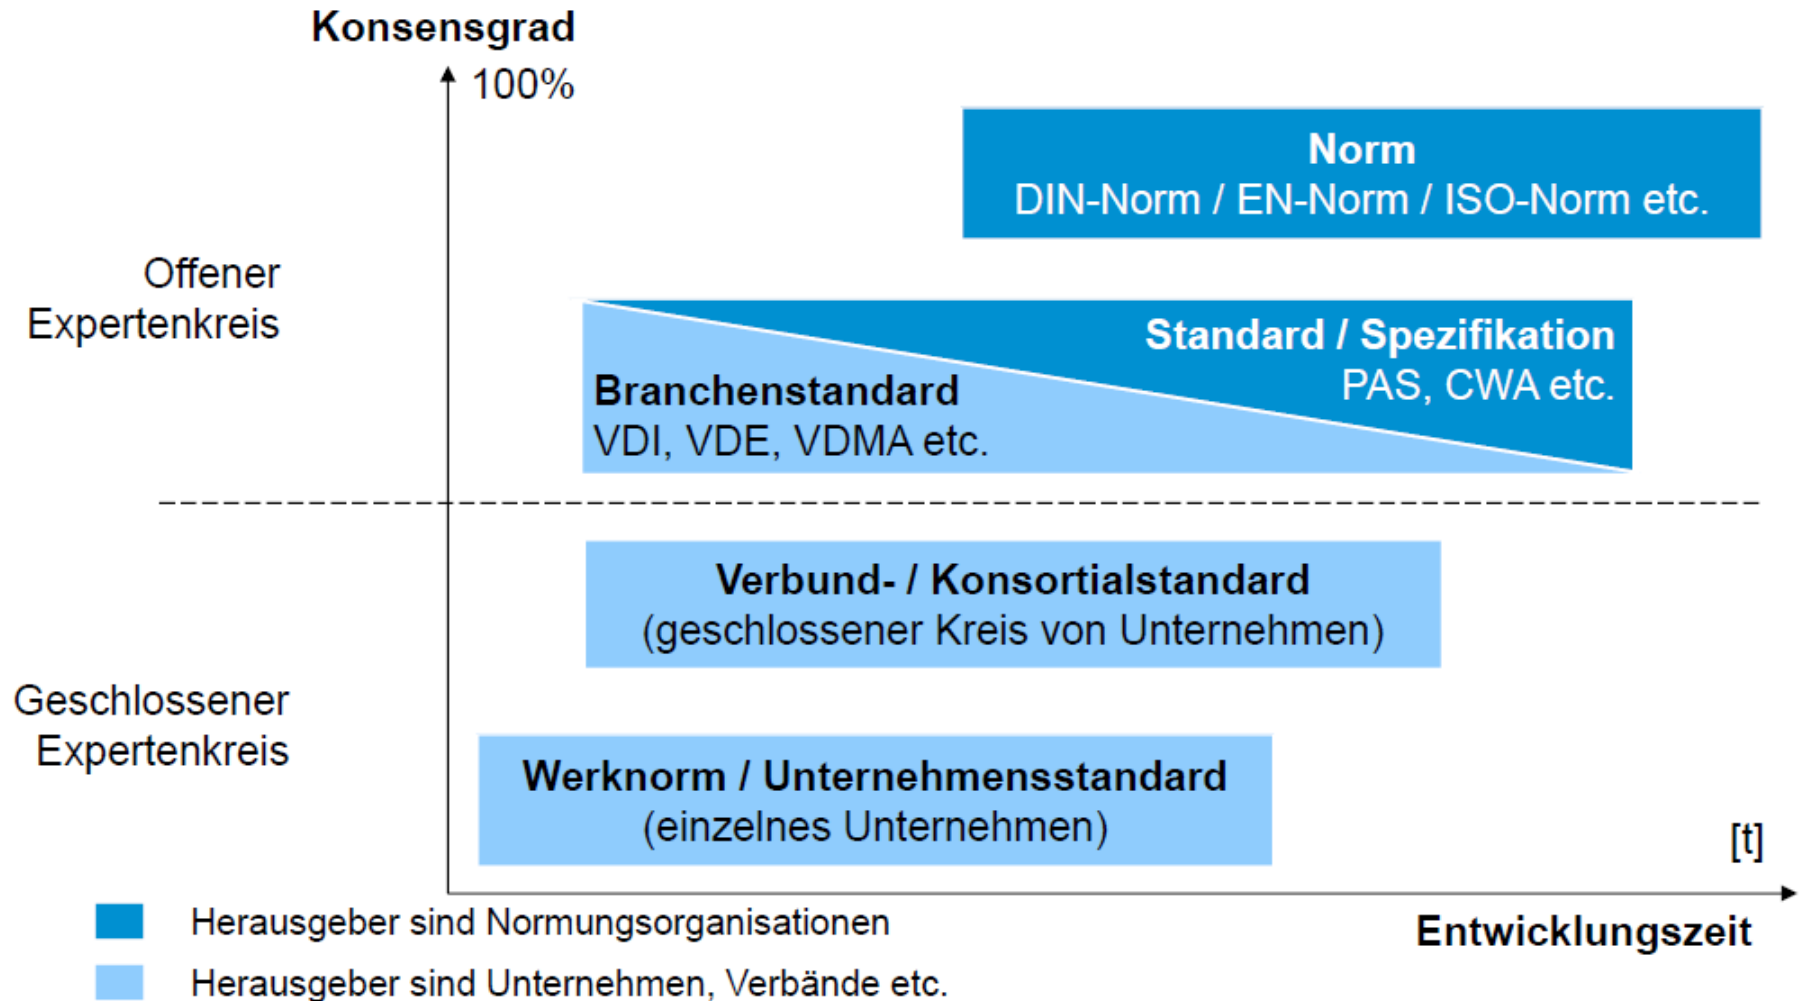 Konsensgrad
100%
Norm
DIN-Norm / EN-Norm / ISO-Norm etc.
Offener
Expertenkreis
Standard / Spezifikation
PAS, CWA etc.
Branchenstandard
VDI, VDE, VDMA etc.
Verbund- / Konsortialstandard
(geschlossener Kreis von Unternehmen)
Geschlossener
Expertenkreis
Werknorm / Unternehmensstandard
(einzelnes Unternehmen)
[t]
Entwicklungszeit
Herausgeber sind Normungsorganisationen
Herausgeber sind Unternehmen, Verbände etc.